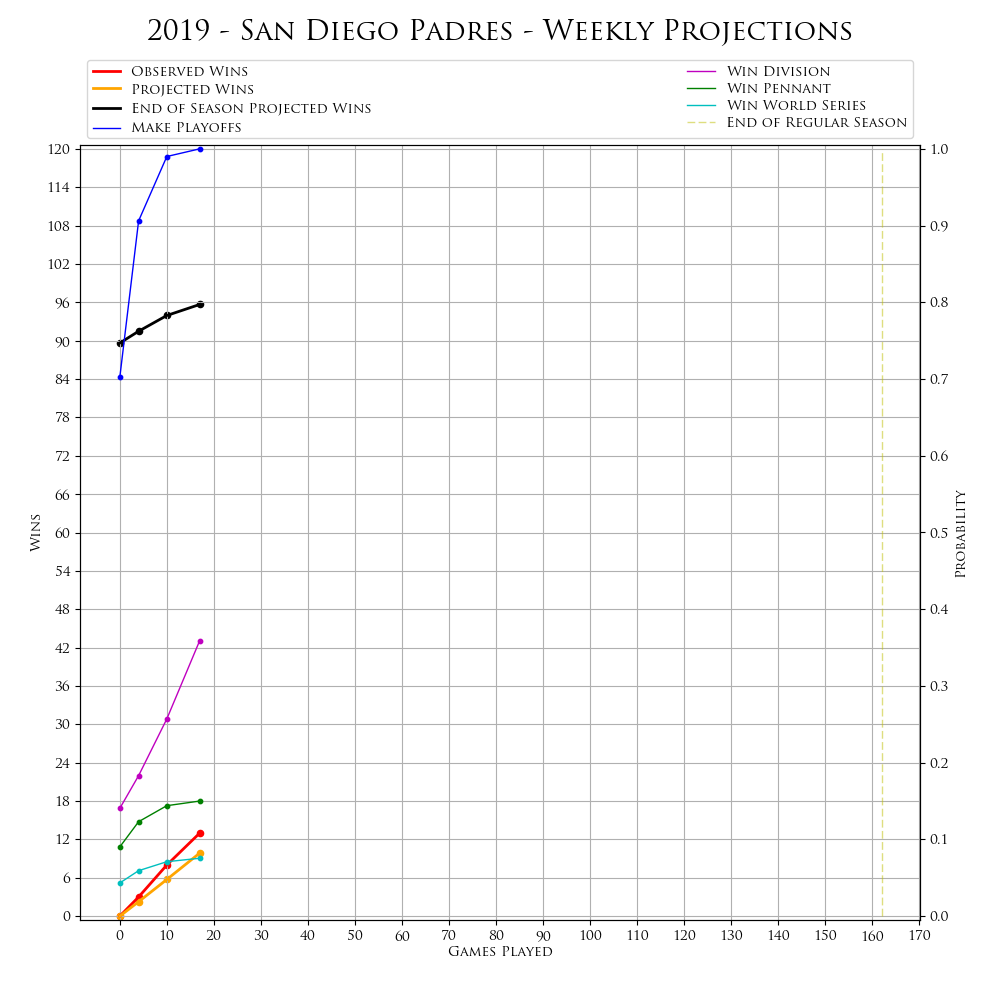 2019 - San Diego Padres - Weekly Projections
Observed Wins
Projected Wins
End of Season Projected Wins
Make Playoffs
Win Division
Win Pennant
Win World Series
End of Regular Season
120
114
108
102
96
90
84
78
72
66
60
54
48
42
36
30
24
18
12
6
0
Wins
1.0
0.9
0.8
0.7
0.6
0.5
0.4
0.3
0.2
0.1
0.0
Probability
0 10 20 30 40 50 60 70 80 90 100 110 120 130 140 150 160 170
Games Played